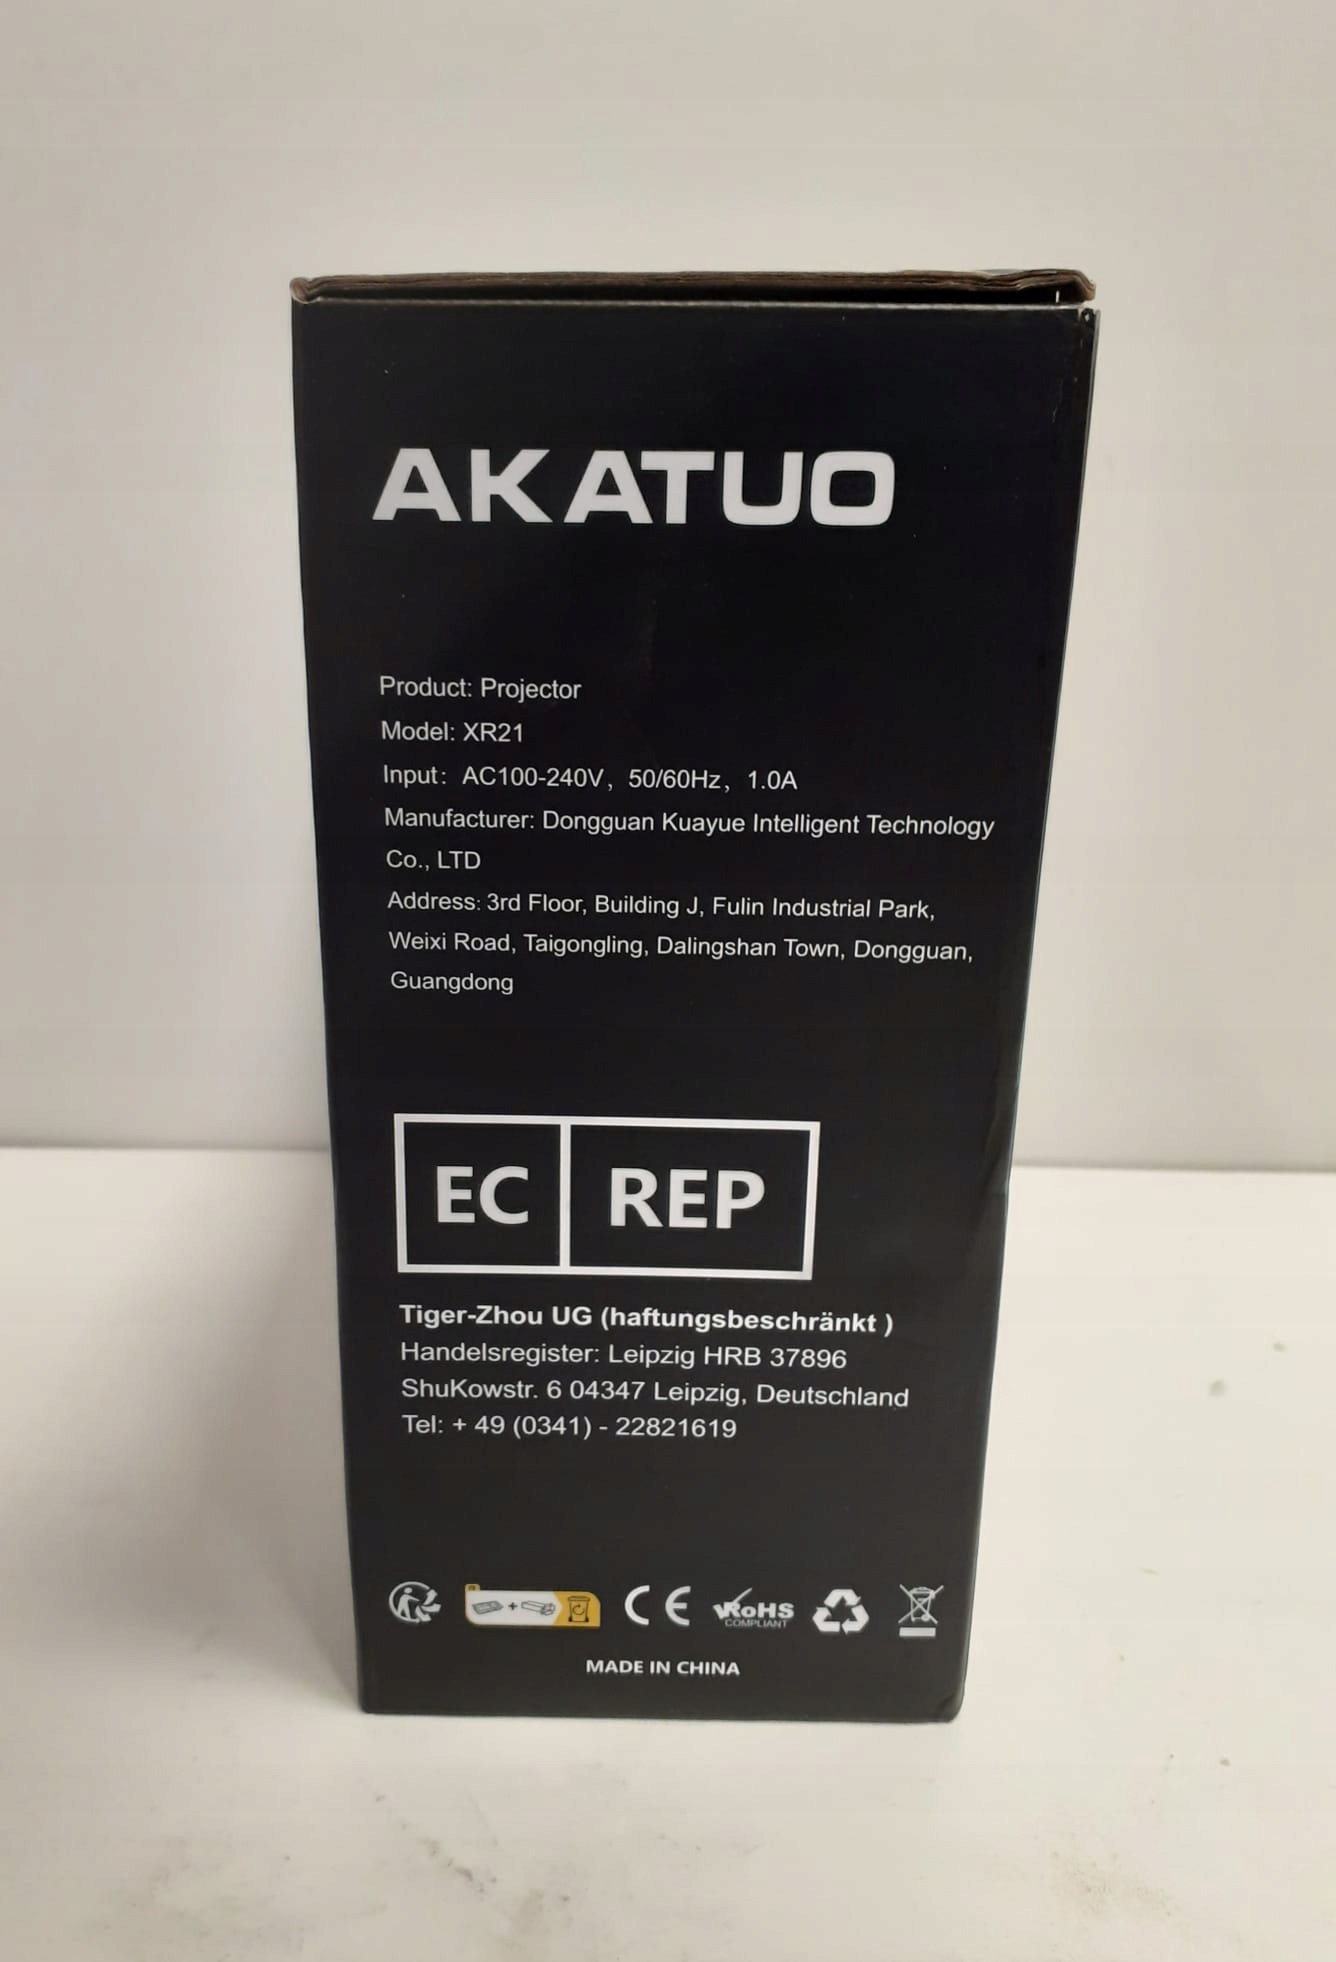 AKATUO
Product: Projector
Model: XR21
Input: AC100-240V, 50/60Hz, 1.0A
Manufacturer: Dongguan Kuayue Intelligent Technology
Co., LTD
Address: 3rd Floor, Building J, Fulin Industrial Park,
Weixi Road, Taigongling, Dalingshan Town, Dongguan,
Guangdong
EC REP
Tiger-Zhou UG (haftungsbeschränkt )
Handelsregister: Leipzig HRB 37896
ShuKowstr. 6 04347 Leipzig, Deutschland
Tel: + 49 (0341) - 22821619
+ CE RoHS
COMPLIANT
MADE IN CHINA